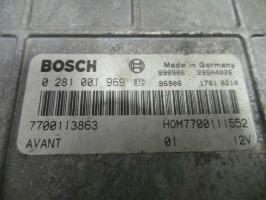 BOSCH
Made in Germany
0 281 001 969
7700113863
HOM7700111552
AVANT 01 12V